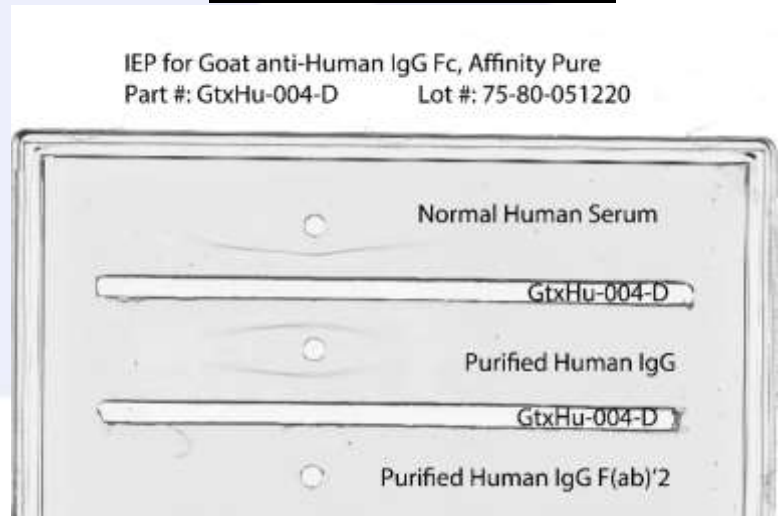 IEP for Goat anti-Human IgG Fc, Affinity Pure
Part #: GtxHu-004-D Lot #: 75-80-051220
Normal Human Serum
GtxHu-004-D
Purified Human IgG
GtxHu-004-D
Purified Human IgG F(ab)'2